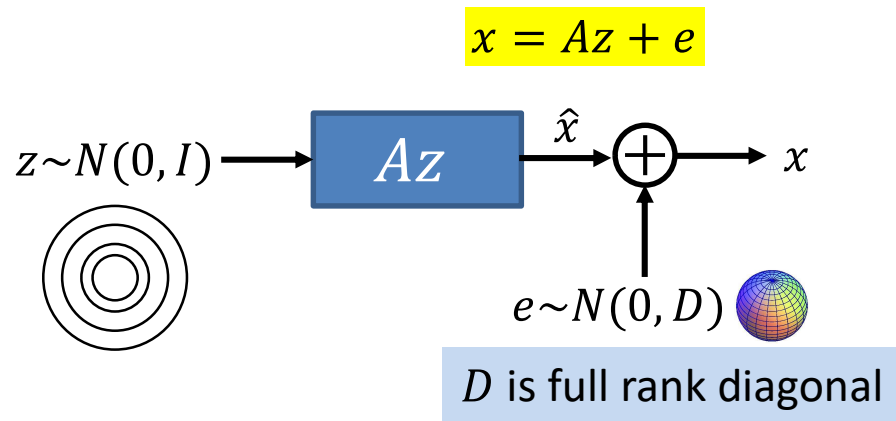 x = Az + e
z~N(0, I)
Az
x̂
x
e~N(0, D)
D is full rank diagonal